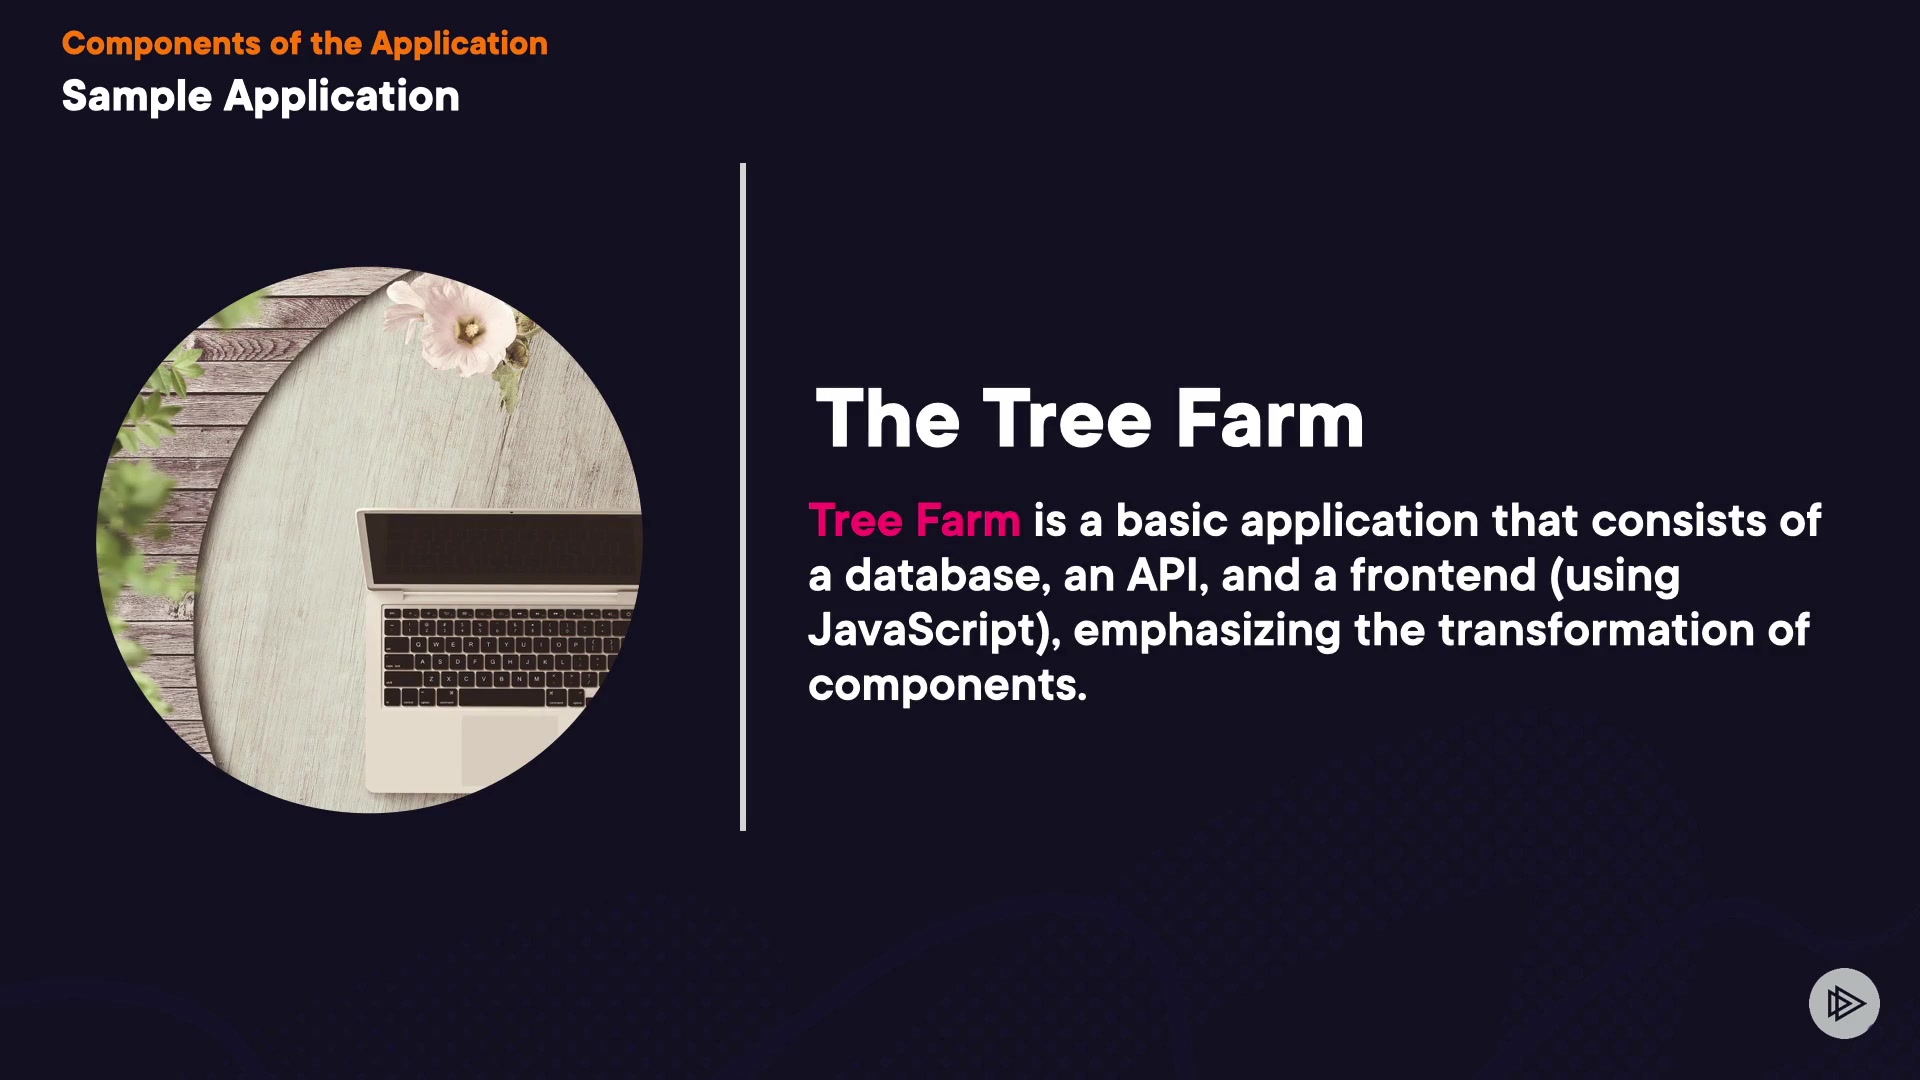 Components of the Application
Sample Application
The Tree Farm
Tree Farm is a basic application that consists of
a database, an API, and a frontend (using
JavaScript), emphasizing the transformation of
components.
Q W E R T Y U I O P
A S D F G H J K L
Z X C V B N M